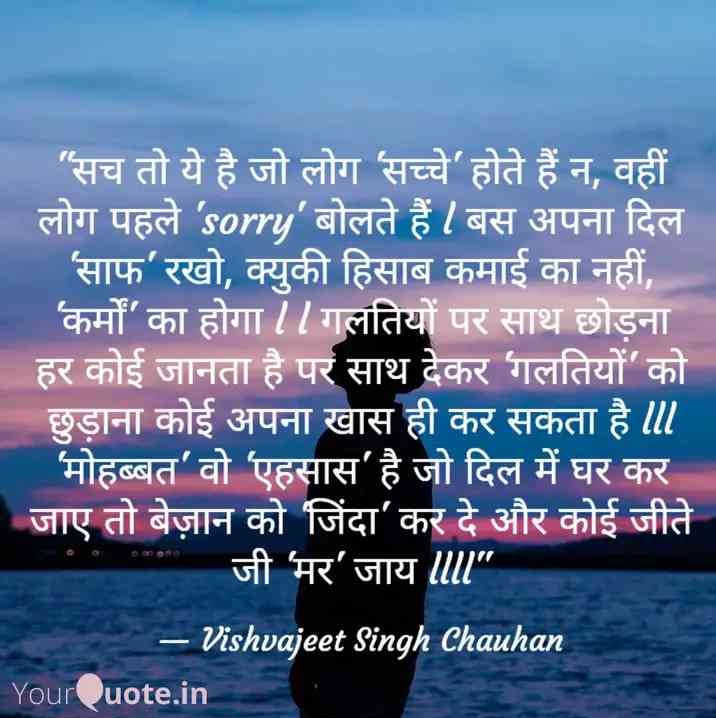 "सच तो ये है जो लोग 'सच्चे' होते हैं न, वहीं
लोग पहले 'sorry' बोलते हैं l बस अपना दिल
'साफ' रखो, क्युकी हिसाब कमाई का नहीं,
'कर्मों' का होगा l l गलतियों पर साथ छोड़ना
हर कोई जानता है पर साथ देकर 'गलतियों' को
छुड़ाना कोई अपना खास ही कर सकता है lll
'मोहब्बत' वो 'एहसास' है जो दिल में घर कर
जाए तो बेज़ान को 'जिंदा' कर दे और कोई जीते
जी 'मर' जाय llll"
— Vishvajeet Singh Chauhan
YourQuote.in